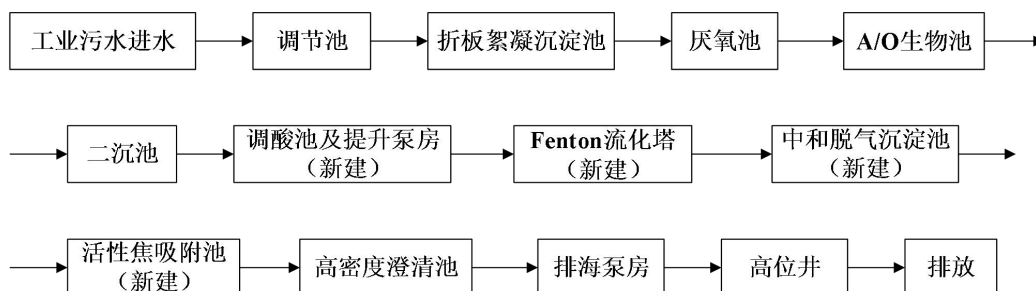 工业污水进水
调节池
折板絮凝沉淀池
厌氧池
A/O生物池
二沉池
调酸池及提升泵房
（新建）
Fenton流化塔
（新建）
中和脱气沉淀池
（新建）
活性焦吸附池
（新建）
高密度澄清池
排海泵房
高位井
排放